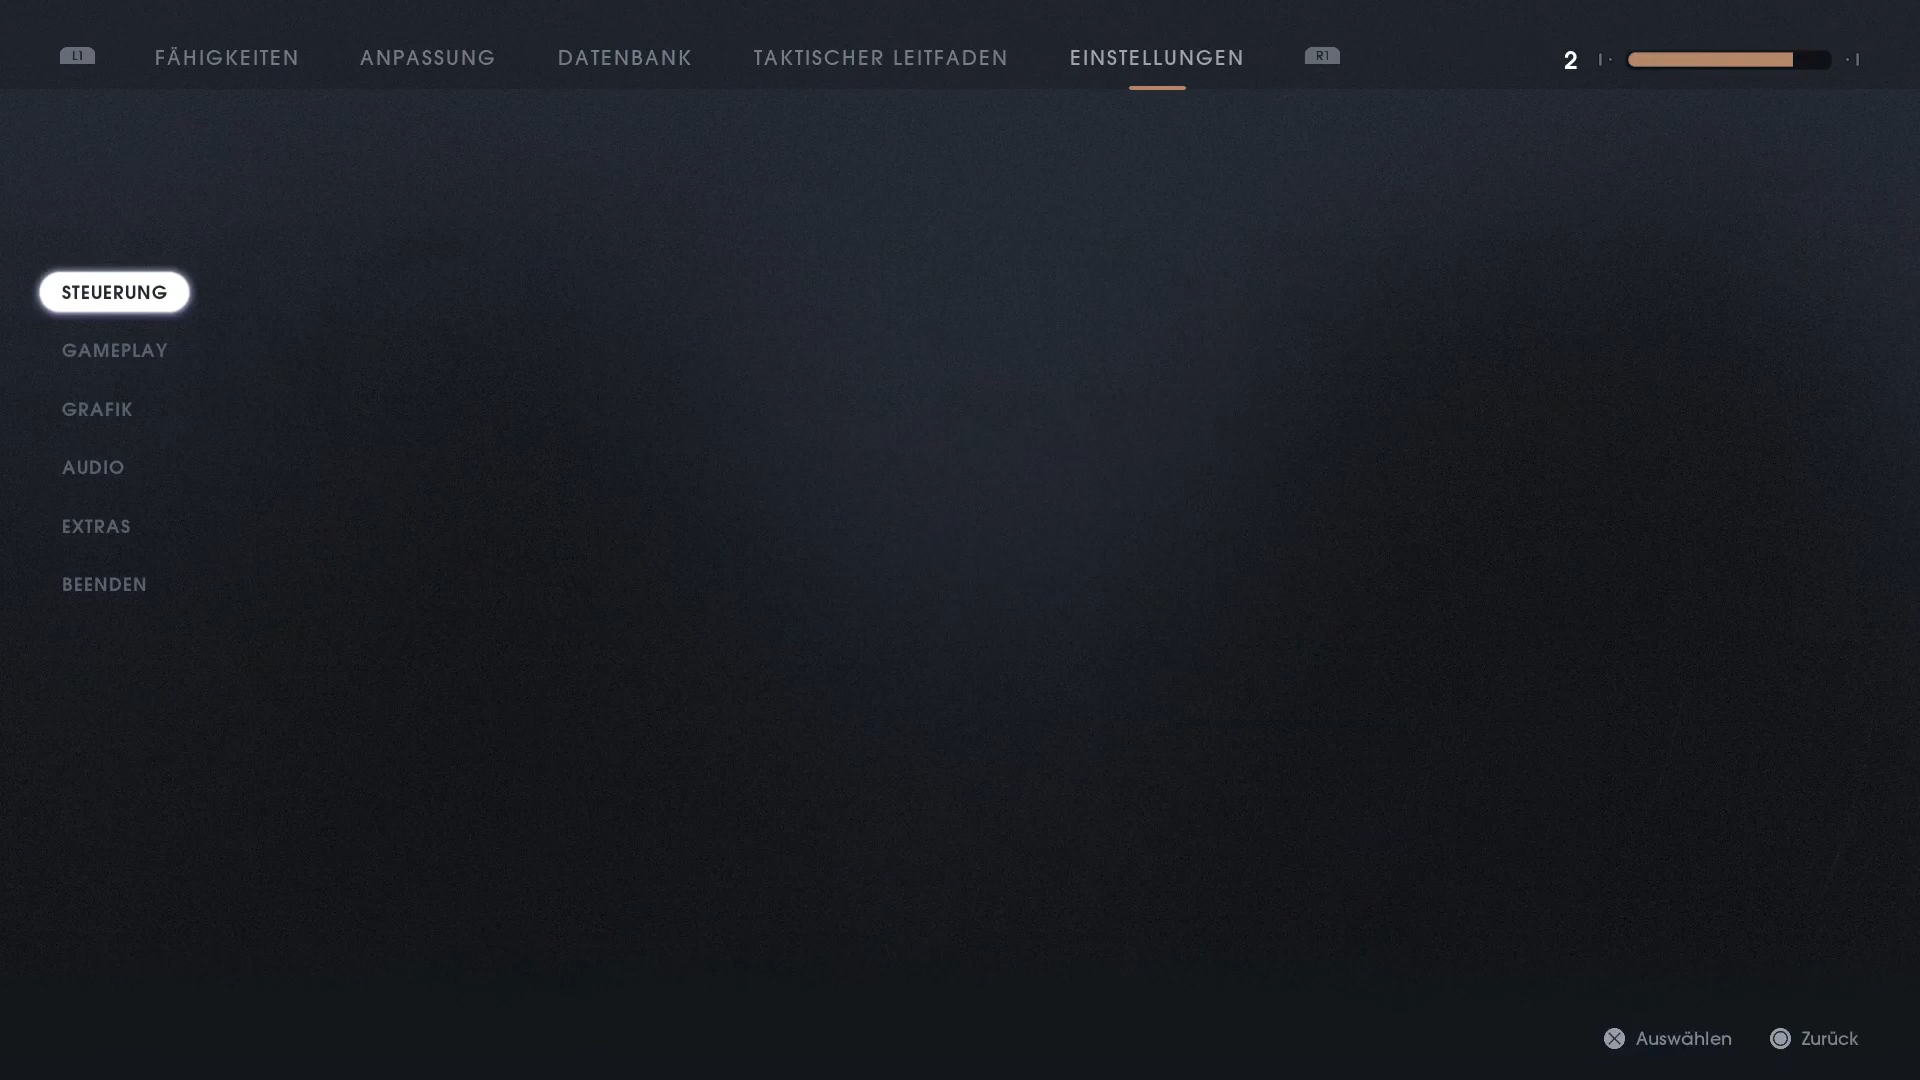 L1 FÄHIGKEITEN ANPASSUNG DATENBANK TAKTISCHER LEITFADEN EINSTELLUNGEN R1 2
STEUERUNG
GAMEPLAY
GRAFIK
AUDIO
EXTRAS
BEENDEN
Auswählen Zurück